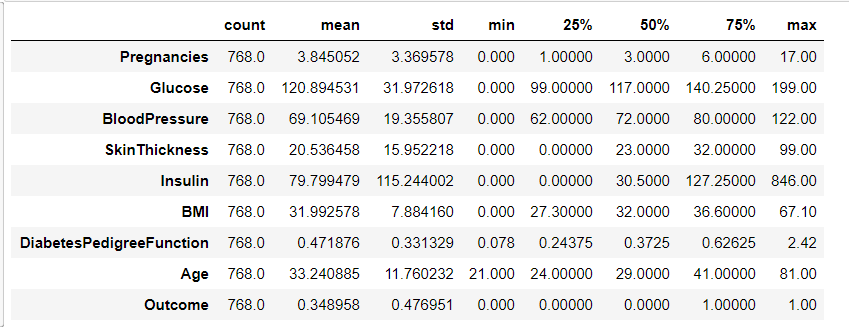 count mean std min 25% 50% 75% max
Pregnancies 768.0 3.845052 3.369578 0.000 1.00000 3.0000 6.00000 17.00
Glucose 768.0 120.894531 31.972618 0.000 99.00000 117.0000 140.25000 199.00
BloodPressure 768.0 69.105469 19.355807 0.000 62.00000 72.0000 80.00000 122.00
SkinThickness 768.0 20.536458 15.952218 0.000 0.00000 23.0000 32.00000 99.00
Insulin 768.0 79.799479 115.244002 0.000 0.00000 30.5000 127.25000 846.00
BMI 768.0 31.992578 7.884160 0.000 27.30000 32.0000 36.60000 67.10
DiabetesPedigreeFunction 768.0 0.471876 0.331329 0.078 0.24375 0.3725 0.62625 2.42
Age 768.0 33.240885 11.760232 21.000 24.00000 29.0000 41.00000 81.00
Outcome 768.0 0.348958 0.476951 0.000 0.00000 0.0000 1.00000 1.00